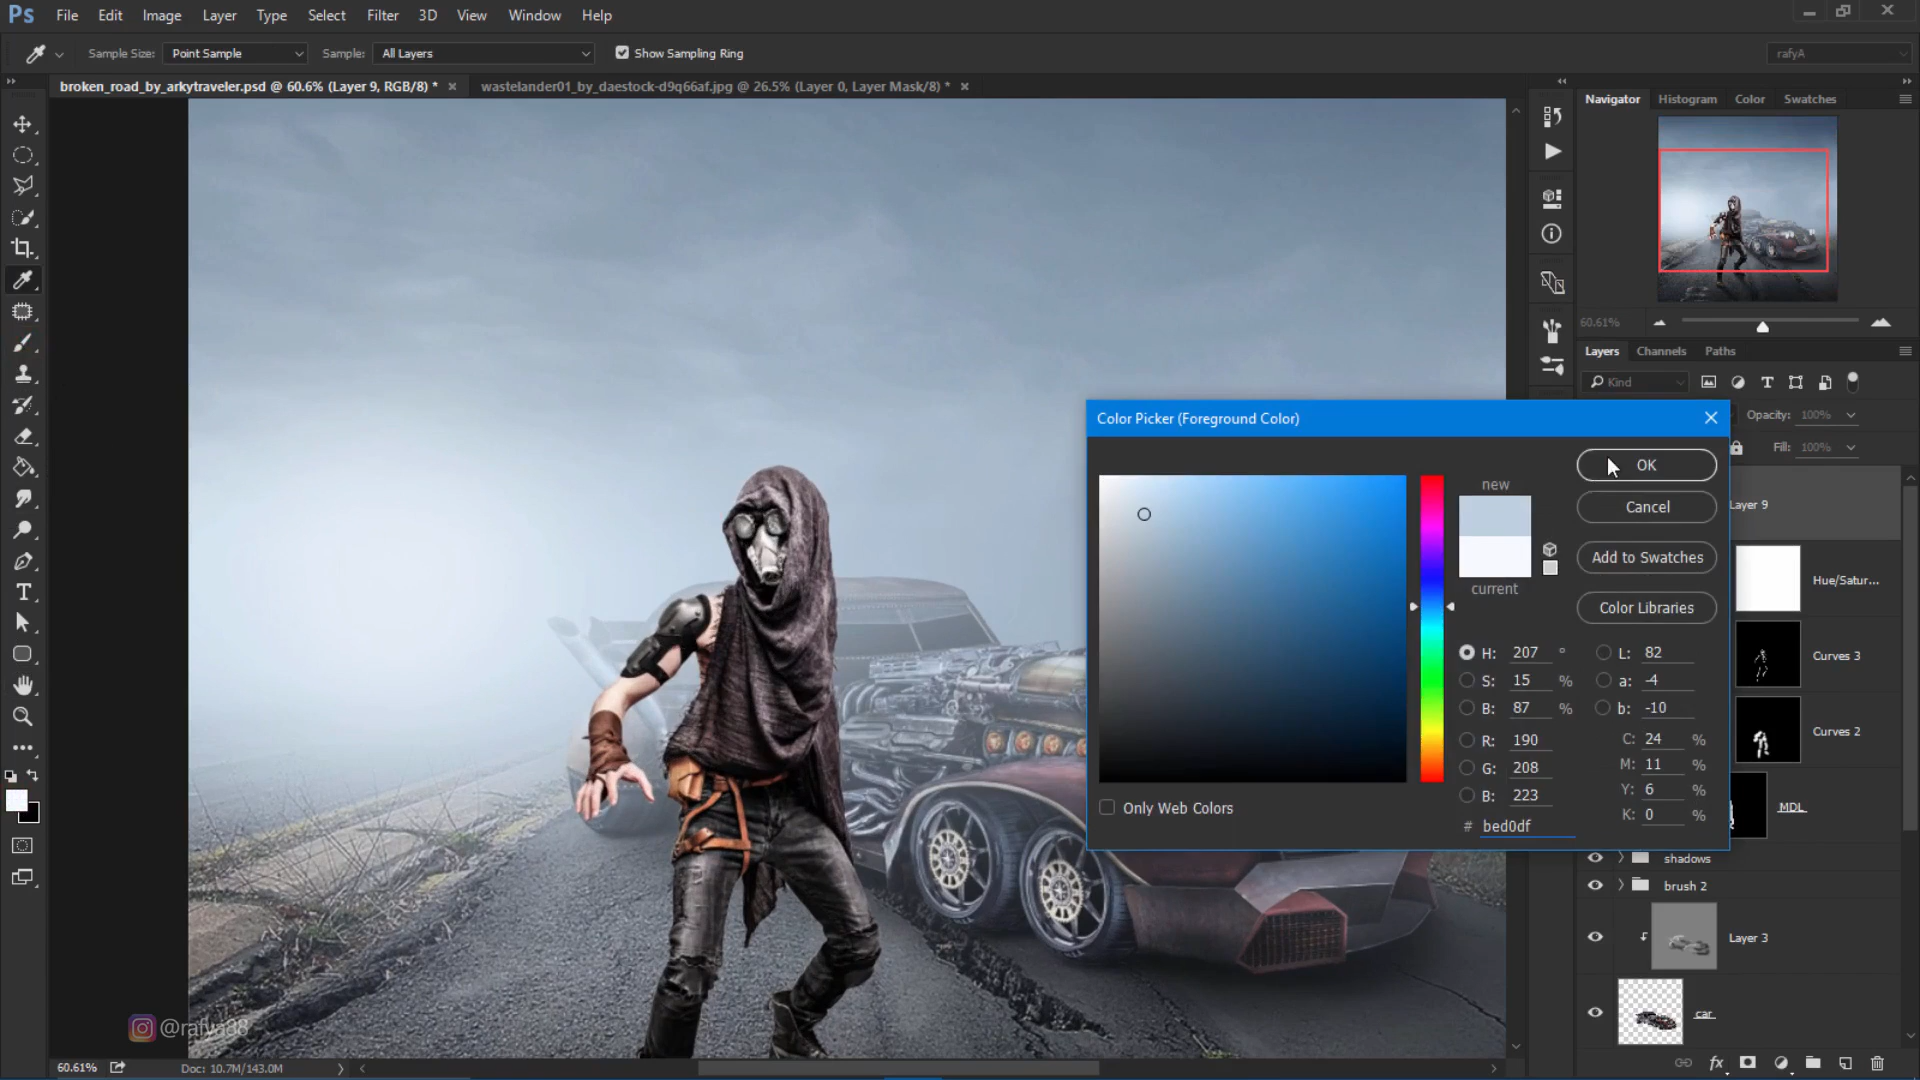 Ps File Edit Image Layer Type Select Filter 3D View Window Help
Sample Size: Point Sample Sample: All Layers Show Sampling Ring rafyA
broken_road_by_arkytraveler.psd @ 60.6% (Layer 9, RGB/8) * wastelander01_by_daestock-d9q66af.jpg @ 26.5% (Layer 0, Layer Mask/8) *
Navigator Histogram Color Swatches
60.61%
Layers Channels Paths
Kind
Opacity: 100%
Fill: 100%
Color Picker (Foreground Color)
new
current
OK
Cancel
Add to Swatches
Color Libraries
H: 207 ° L: 82
S: 15 % a: -4
B: 87 % b: -10
R: 190 C: 24 %
G: 208 M: 11 %
B: 223 Y: 6 %
K: 0 %
# bed0df
Only Web Colors
Layer 9
Hue/Satur...
Curves 3
Curves 2
MDL
shadows
brush 2
Layer 3
car
fx
@rafya88
T
60.61% Doc: 10.7M/143.0M